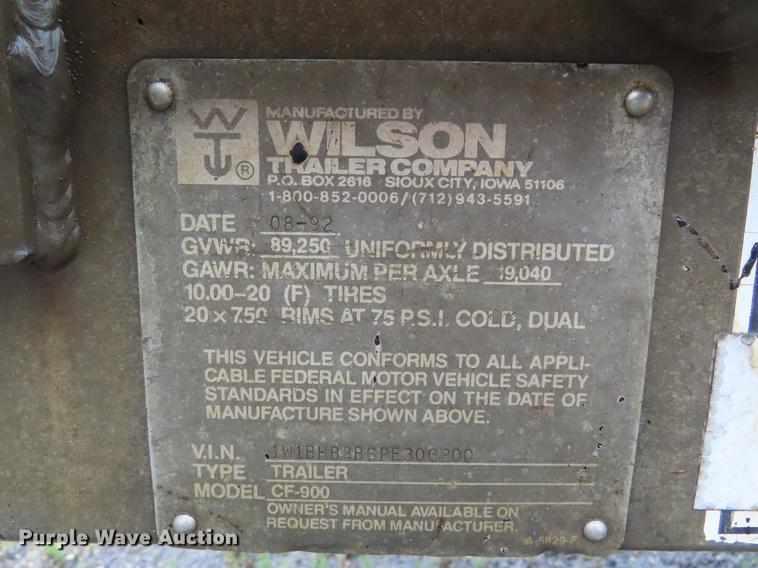 MANUFACTURED BY
WILSON
TRAILER COMPANY
P.O. BOX 2616 SIOUX CITY, IOWA 51106
1-800-852-0006/(712) 943-5591
WTC ®
DATE 08-92
GVWR: 89,250 UNIFORMLY DISTRIBUTED
GAWR: MAXIMUM PER AXLE 19,040
10.00-20 (F) TIRES
20 x 7.50 RIMS AT 75 P.S.I. COLD, DUAL
THIS VEHICLE CONFORMS TO ALL APPLI-
CABLE FEDERAL MOTOR VEHICLE SAFETY
STANDARDS IN EFFECT ON THE DATE OF
MANUFACTURE SHOWN ABOVE.
V.I.N.
TYPE TRAILER
MODEL CF-900
OWNER'S MANUAL AVAILABLE ON
REQUEST FROM MANUFACTURER.
Purple Wave Auction